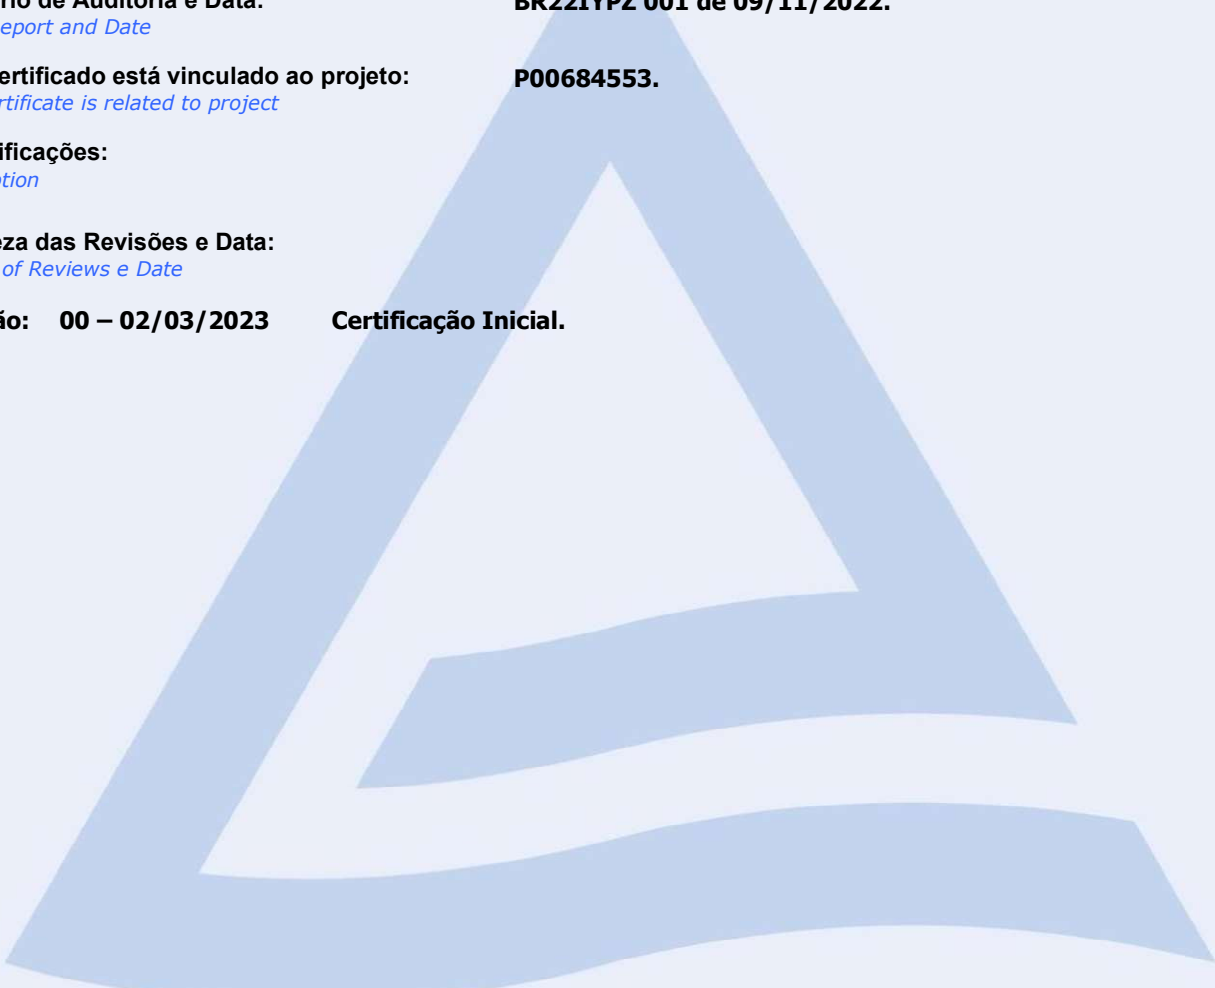 rio de Auditoria e Data: BR22IYPZ 001 de 09/11/2022.
eport and Date
ertificado está vinculado ao projeto: P00684553.
rtificate is related to project
ificações:
tion
eza das Revisões e Data:
of Reviews e Date
ão: 00 – 02/03/2023 Certificação Inicial.